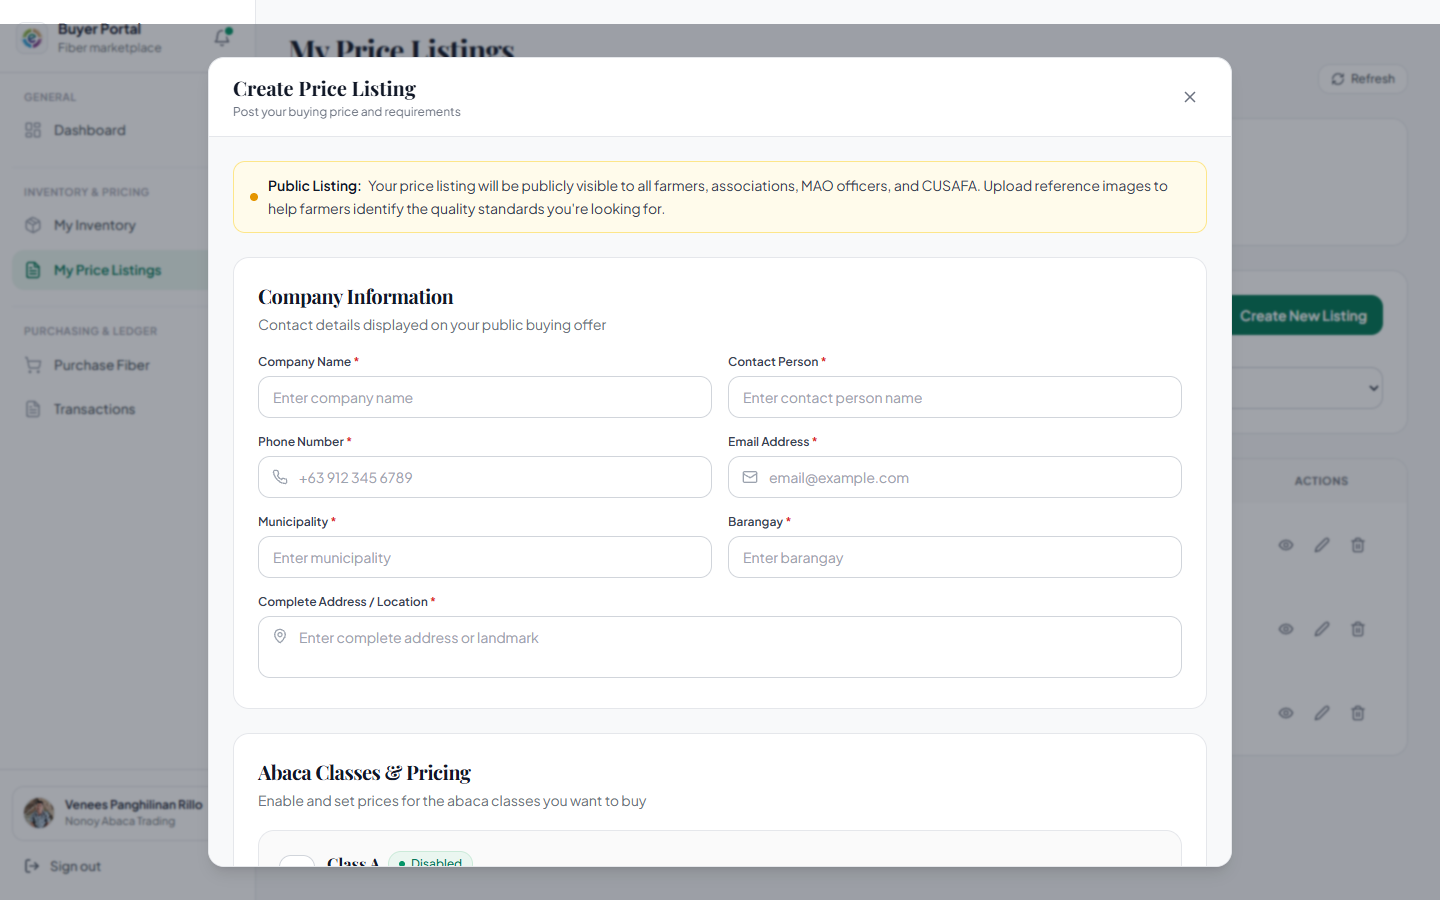 Buyer Portal
Fiber marketplace
GENERAL
Dashboard
INVENTORY & PRICING
My Inventory
My Price Listings
PURCHASING & LEDGER
Purchase Fiber
Transactions
Venees Panghilinan Rillo
Nonoy Abaca Trading
Sign out
My Price Listings
Refresh
Create New Listing
ACTIONS
Create Price Listing
Post your buying price and requirements
Public Listing: Your price listing will be publicly visible to all farmers, associations, MAO officers, and CUSAFA. Upload reference images to
help farmers identify the quality standards you're looking for.
Company Information
Contact details displayed on your public buying offer
Company Name * Contact Person *
Enter company name Enter contact person name
Phone Number * Email Address *
+63 912 345 6789 email@example.com
Municipality * Barangay *
Enter municipality Enter barangay
Complete Address / Location *
Enter complete address or landmark
Abaca Classes & Pricing
Enable and set prices for the abaca classes you want to buy
Class A Disabled